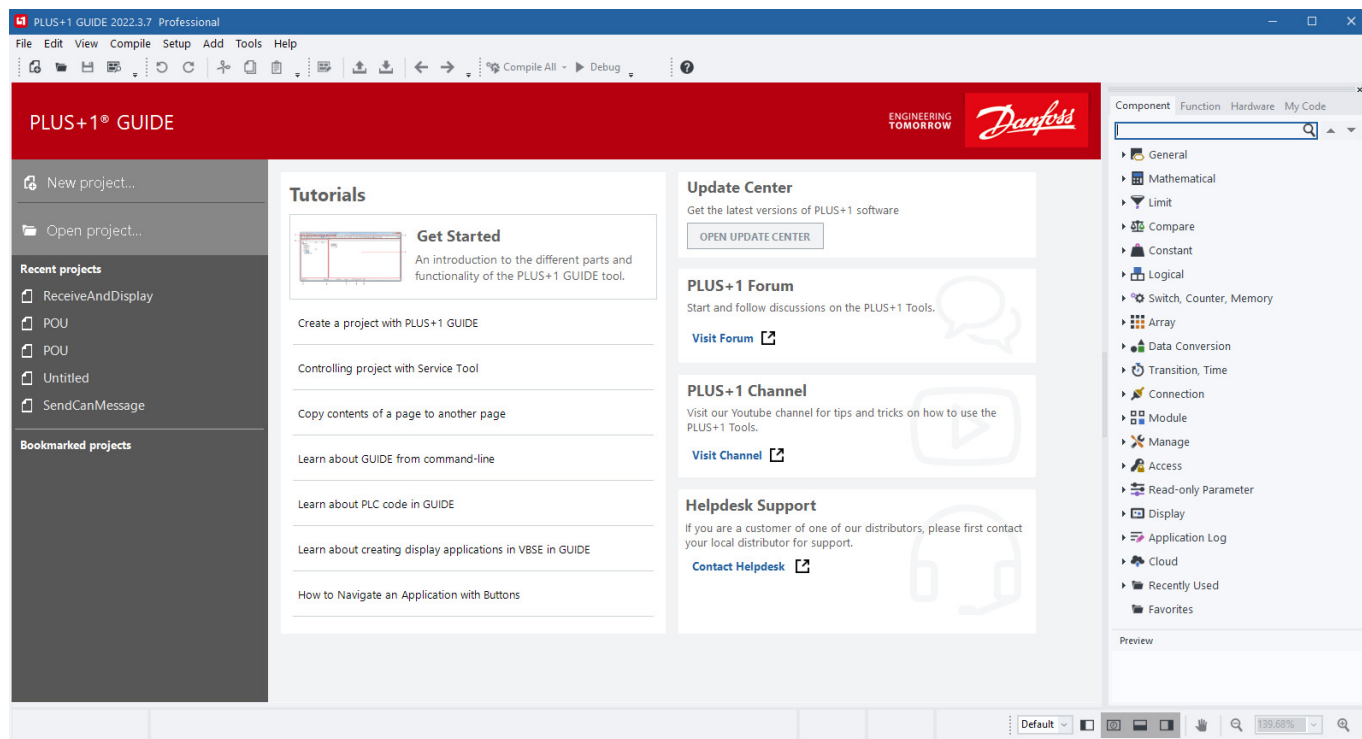 PLUS+1 GUIDE 2022.3.7 Professional
File Edit View Compile Setup Add Tools Help
Compile All Debug
PLUS+1® GUIDE
ENGINEERING
TOMORROW
Danfoss
New project...
Open project...
Recent projects
ReceiveAndDisplay
POU
POU
Untitled
SendCanMessage
Bookmarked projects
Tutorials
Get Started
An introduction to the different parts and
functionality of the PLUS+1 GUIDE tool.
Create a project with PLUS+1 GUIDE
Controlling project with Service Tool
Copy contents of a page to another page
Learn about GUIDE from command-line
Learn about PLC code in GUIDE
Learn about creating display applications in VBSE in GUIDE
How to Navigate an Application with Buttons
Update Center
Get the latest versions of PLUS+1 software
OPEN UPDATE CENTER
PLUS+1 Forum
Start and follow discussions on the PLUS+1 Tools.
Visit Forum
PLUS+1 Channel
Visit our Youtube channel for tips and tricks on how to use the
PLUS+1 Tools.
Visit Channel
Helpdesk Support
If you are a customer of one of our distributors, please first contact
your local distributor for support.
Contact Helpdesk
Component Function Hardware My Code
General
Mathematical
Limit
Compare
Constant
Logical
Switch, Counter, Memory
Array
Data Conversion
Transition, Time
Connection
Module
Manage
Access
Read-only Parameter
Display
Application Log
Cloud
Recently Used
Favorites
Preview
Default
139.68%